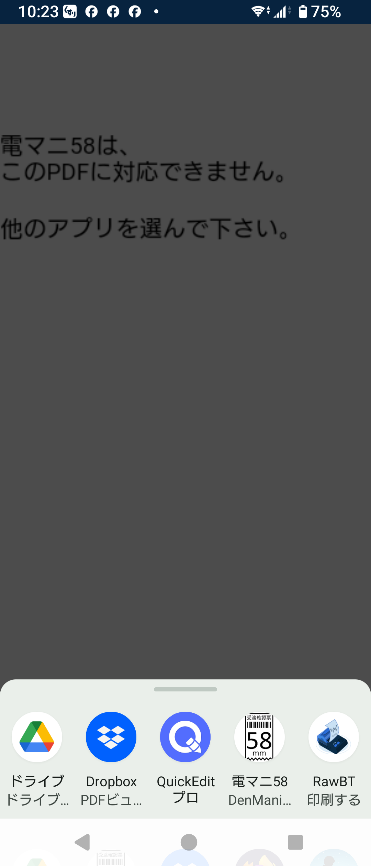 10:23
75%
電マニ58は、
このPDFに対応できません。
他のアプリを選んで下さい。
58
mm
ドライブ
ドライブ...
Dropbox
PDFビュ...
QuickEdit
プロ
電マニ58
DenMani...
RawBT
印刷する